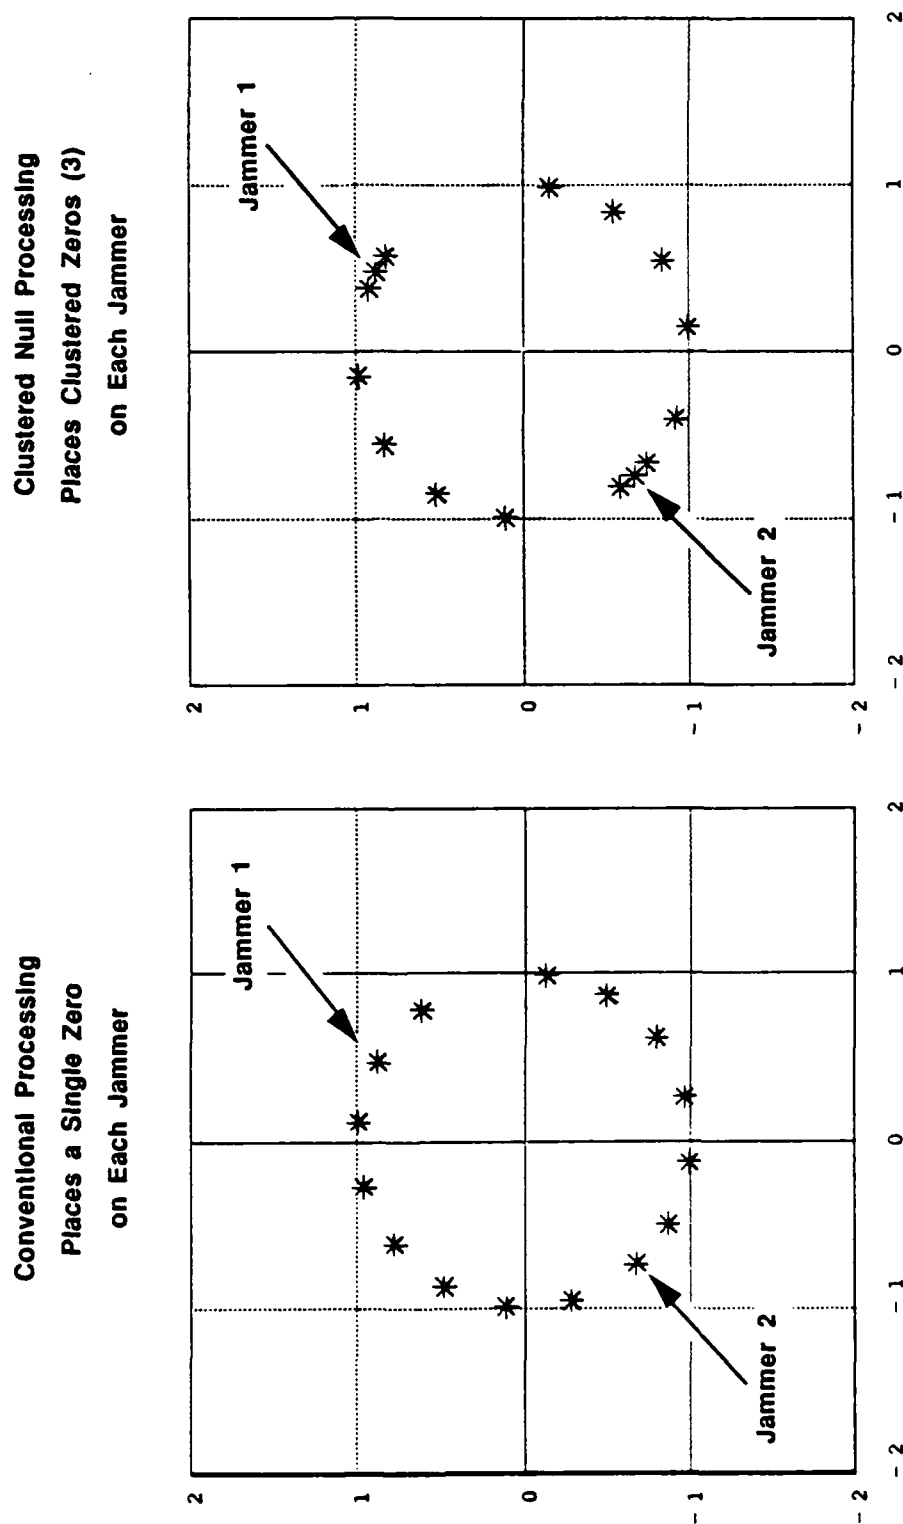 Conventional Processing
Places a Single Zero
on Each Jammer
2
1
0
- 1
- 2
- 2
- 1
0
1
2
Jammer 1
Jammer 2
Clustered Null Processing
Places Clustered Zeros (3)
on Each Jammer
2
1
0
- 1
- 2
- 2
- 1
0
1
2
Jammer 1
Jammer 2